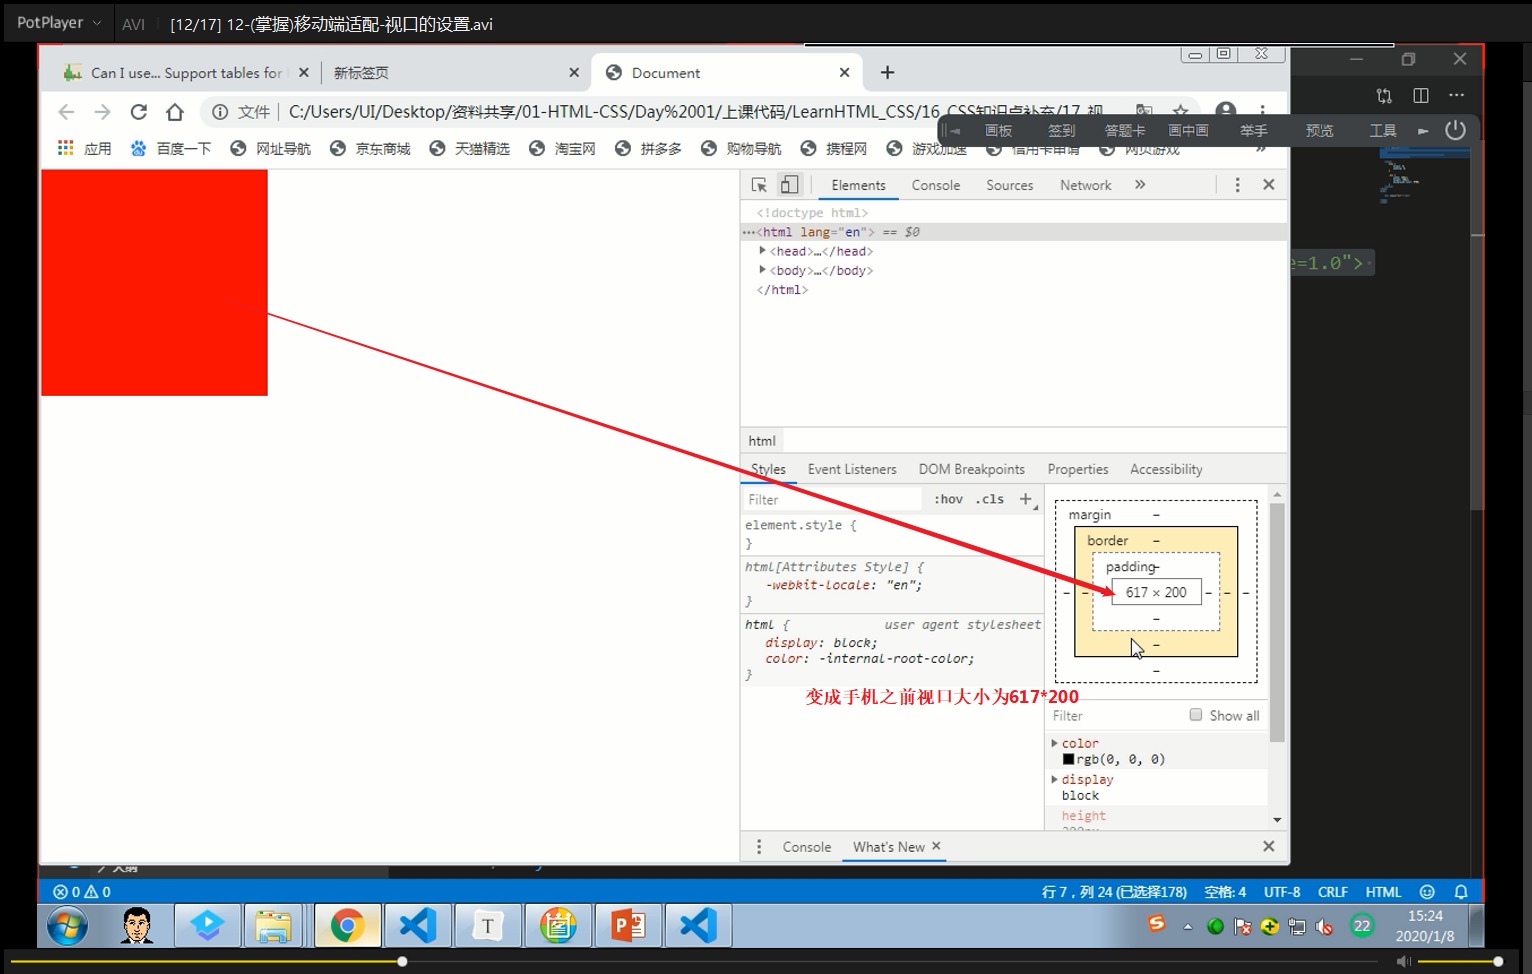 PotPlayer AVI [12/17] 12-(掌握)移动端适配-视口的设置.avi
Can I use... Support tables for
新标签页
Document
文件 C:/Users/UI/Desktop/资料共享/01-HTML-CSS/Day%2001/上课代码/LearnHTML_CSS/16_CSS知识点补充/17_视
画板 签到 答题卡 画中画 举手 预览 工具
应用 百度一下 网址导航 京东商城 天猫精选 淘宝网 拼多多 购物导航 携程网 游戏加速 信用卡申请 网页游戏 »
Elements Console Sources Network »
<!doctype html>
···<html lang="en"> == $0
<head>…</head>
<body>…</body>
</html>
e=1.0">
html
Styles Event Listeners DOM Breakpoints Properties Accessibility
Filter :hov .cls +
element.style {
}
html[Attributes Style] {
-webkit-locale: "en";
}
html { user agent stylesheet
display: block;
color: -internal-root-color;
}
margin –
border –
padding–
– – – 617 × 200 – – –
–
–
–
变成手机之前视口大小为617*200
Filter Show all
color
rgb(0, 0, 0)
display
block
height
200px
Console What's New
大纲
0 0 行 7，列 24 (已选择178) 空格: 4 UTF-8 CRLF HTML
T
22
15:24
2020/1/8